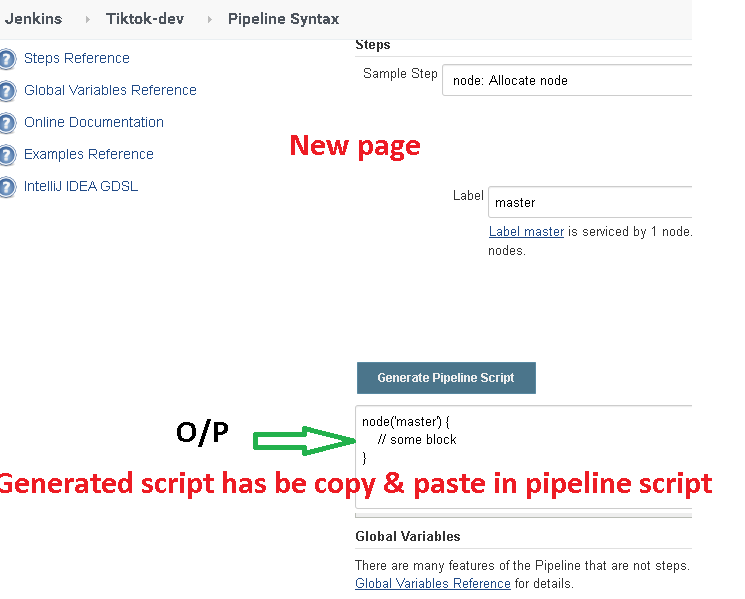 Jenkins › Tiktok-dev › Pipeline Syntax
Steps Reference
Global Variables Reference
Online Documentation
Examples Reference
IntelliJ IDEA GDSL
Steps
Sample Step node: Allocate node
New page
Label master
Label master is serviced by 1 node.
nodes.
Generate Pipeline Script
O/P
node('master') {
// some block
}
Generated script has be copy & paste in pipeline script
Global Variables
There are many features of the Pipeline that are not steps.
Global Variables Reference for details.